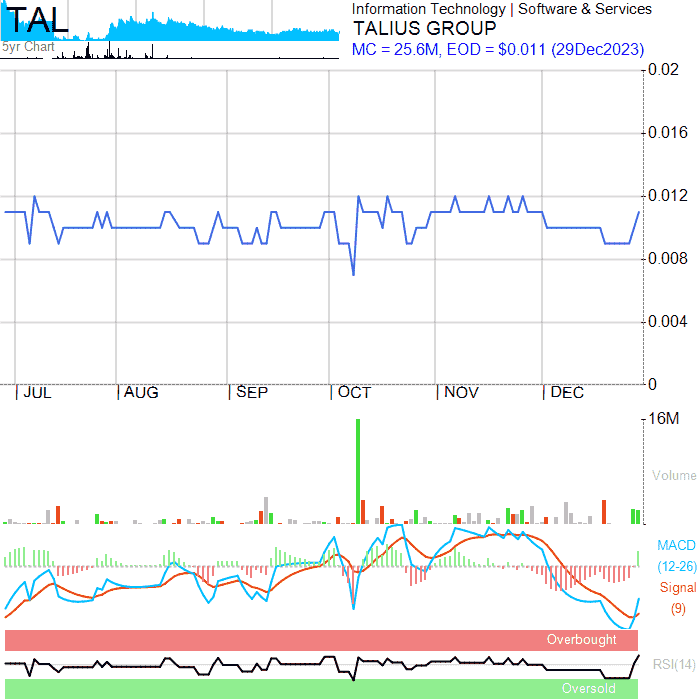 TAL
5yr Chart
Information Technology | Software & Services
TALIUS GROUP
MC = 25.6M, EOD = $0.011 (29Dec2023)
0.02
0.016
0.012
0.008
0.004
0
|JUL |AUG |SEP |OCT |NOV |DEC
16M
Volume
MACD
(12-26)
Signal
(9)
Overbought
RSI(14)
Oversold